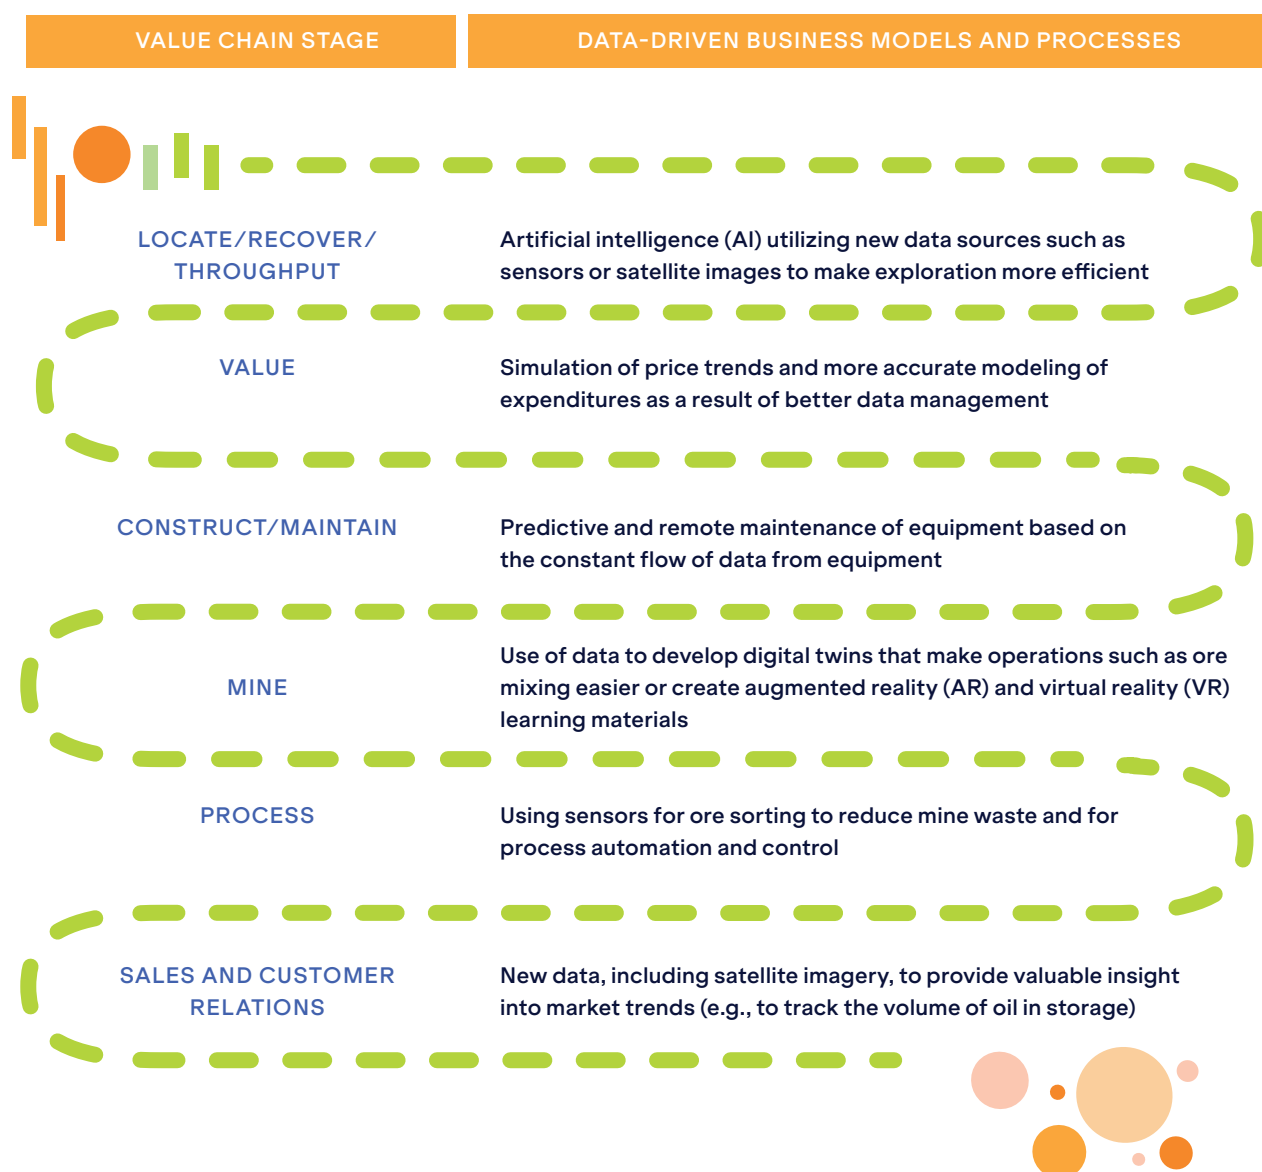 VALUE CHAIN STAGE
DATA-DRIVEN BUSINESS MODELS AND PROCESSES
LOCATE/RECOVER/
THROUGHPUT
Artificial intelligence (AI) utilizing new data sources such as
sensors or satellite images to make exploration more efficient
VALUE
Simulation of price trends and more accurate modeling of
expenditures as a result of better data management
CONSTRUCT/MAINTAIN
Predictive and remote maintenance of equipment based on
the constant flow of data from equipment
MINE
Use of data to develop digital twins that make operations such as ore
mixing easier or create augmented reality (AR) and virtual reality (VR)
learning materials
PROCESS
Using sensors for ore sorting to reduce mine waste and for
process automation and control
SALES AND CUSTOMER
RELATIONS
New data, including satellite imagery, to provide valuable insight
into market trends (e.g., to track the volume of oil in storage)